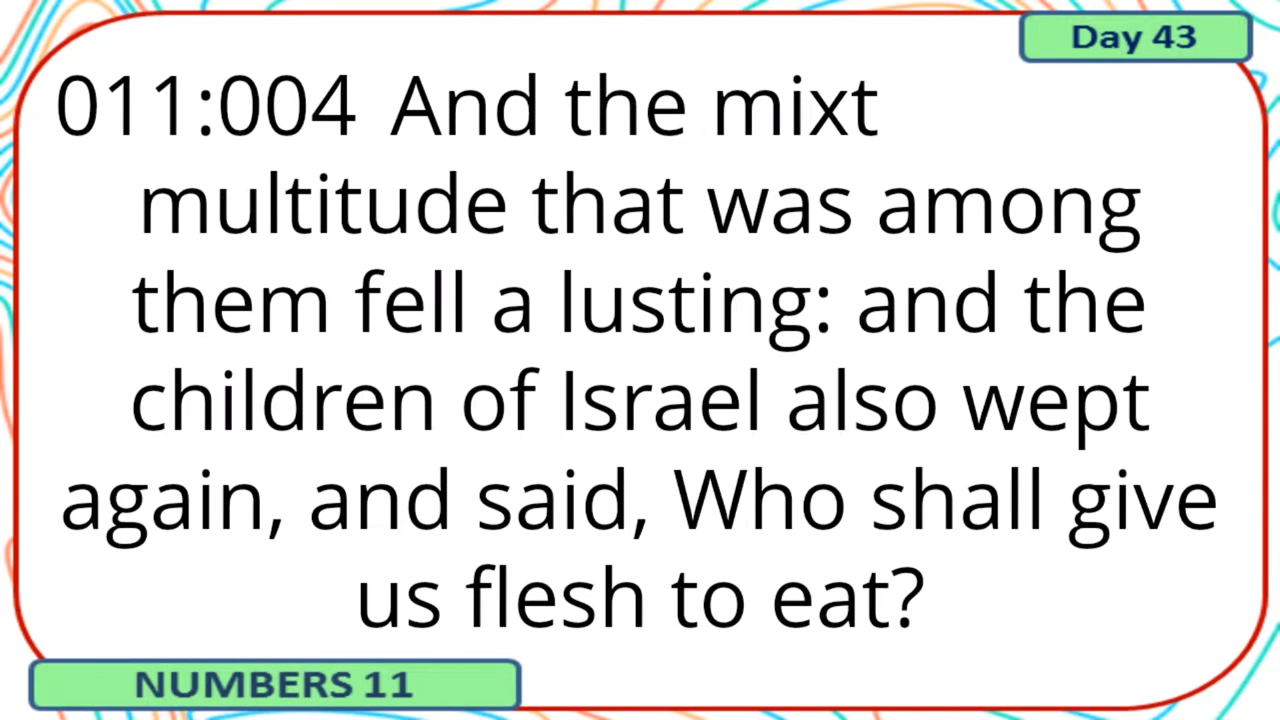 Day 43
011:004 And the mixt
multitude that was among
them fell a lusting: and the
children of Israel also wept
again, and said, Who shall give
us flesh to eat?
NUMBERS 11